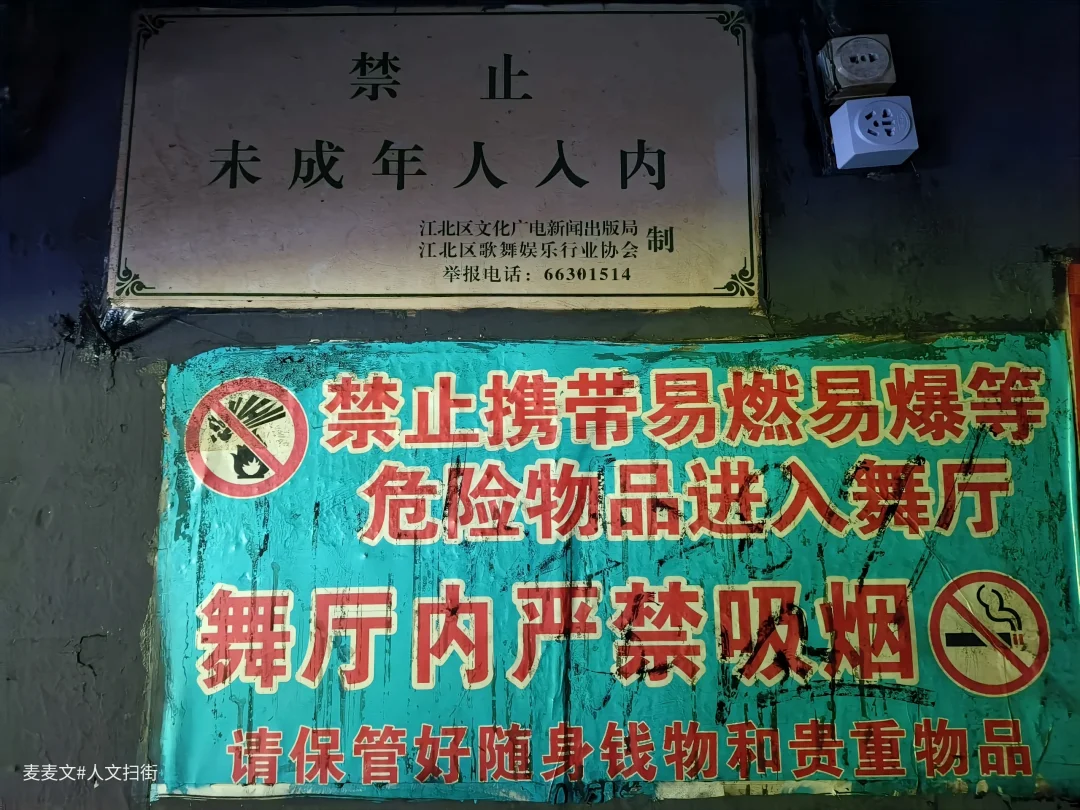 禁 止
未成年人入内
江北区文化广电新闻出版局
江北区歌舞娱乐行业协会
制
举报电话：66301514
禁止携带易燃易爆等
危险物品进入舞厅
舞厅内严禁吸烟
请保管好随身钱物和贵重物品
麦麦文#人文扫街